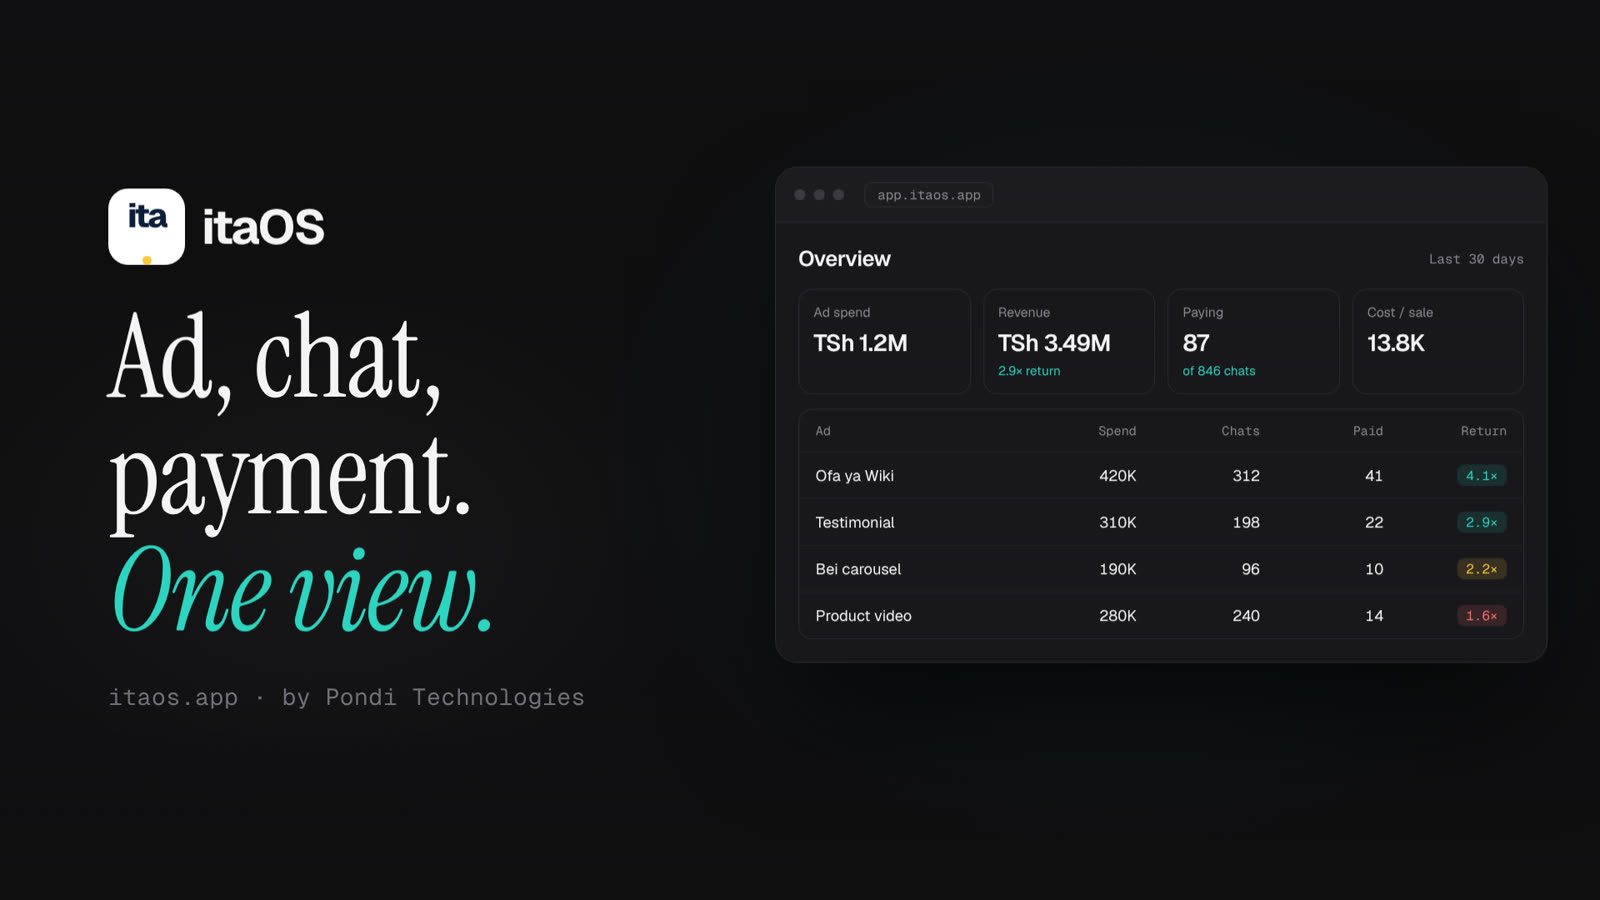 ita
itaOS
Ad, chat,
payment.
One view.
itaos.app · by Pondi Technologies
app.itaos.app
Overview
Last 30 days
Ad spend
TSh 1.2M
Revenue
TSh 3.49M
2.9× return
Paying
87
of 846 chats
Cost / sale
13.8K
Ad Spend Chats Paid Return
Ofa ya Wiki 420K 312 41 4.1×
Testimonial 310K 198 22 2.9×
Bei carousel 190K 96 10 2.2×
Product video 280K 240 14 1.6×